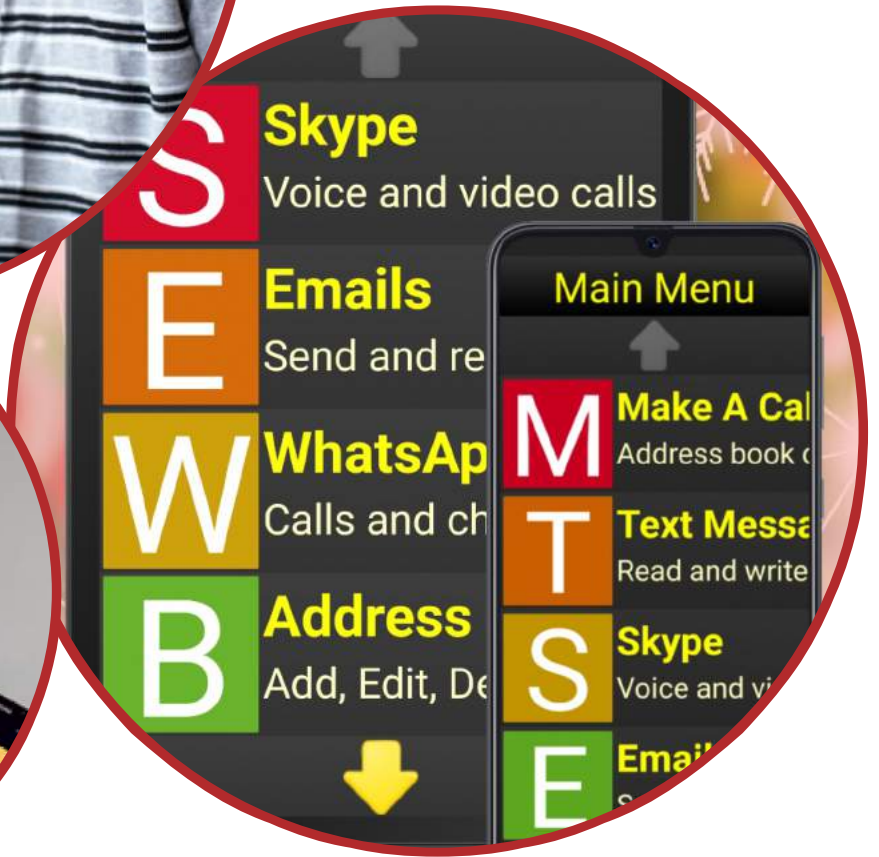 S
Skype
Voice and video calls
E
Emails
Send and re
W
WhatsAp
Calls and ch
B
Address
Add, Edit, De
Main Menu
M
Make A Cal
Address book
T
Text Messa
Read and write
S
Skype
Voice and vi
E
Email